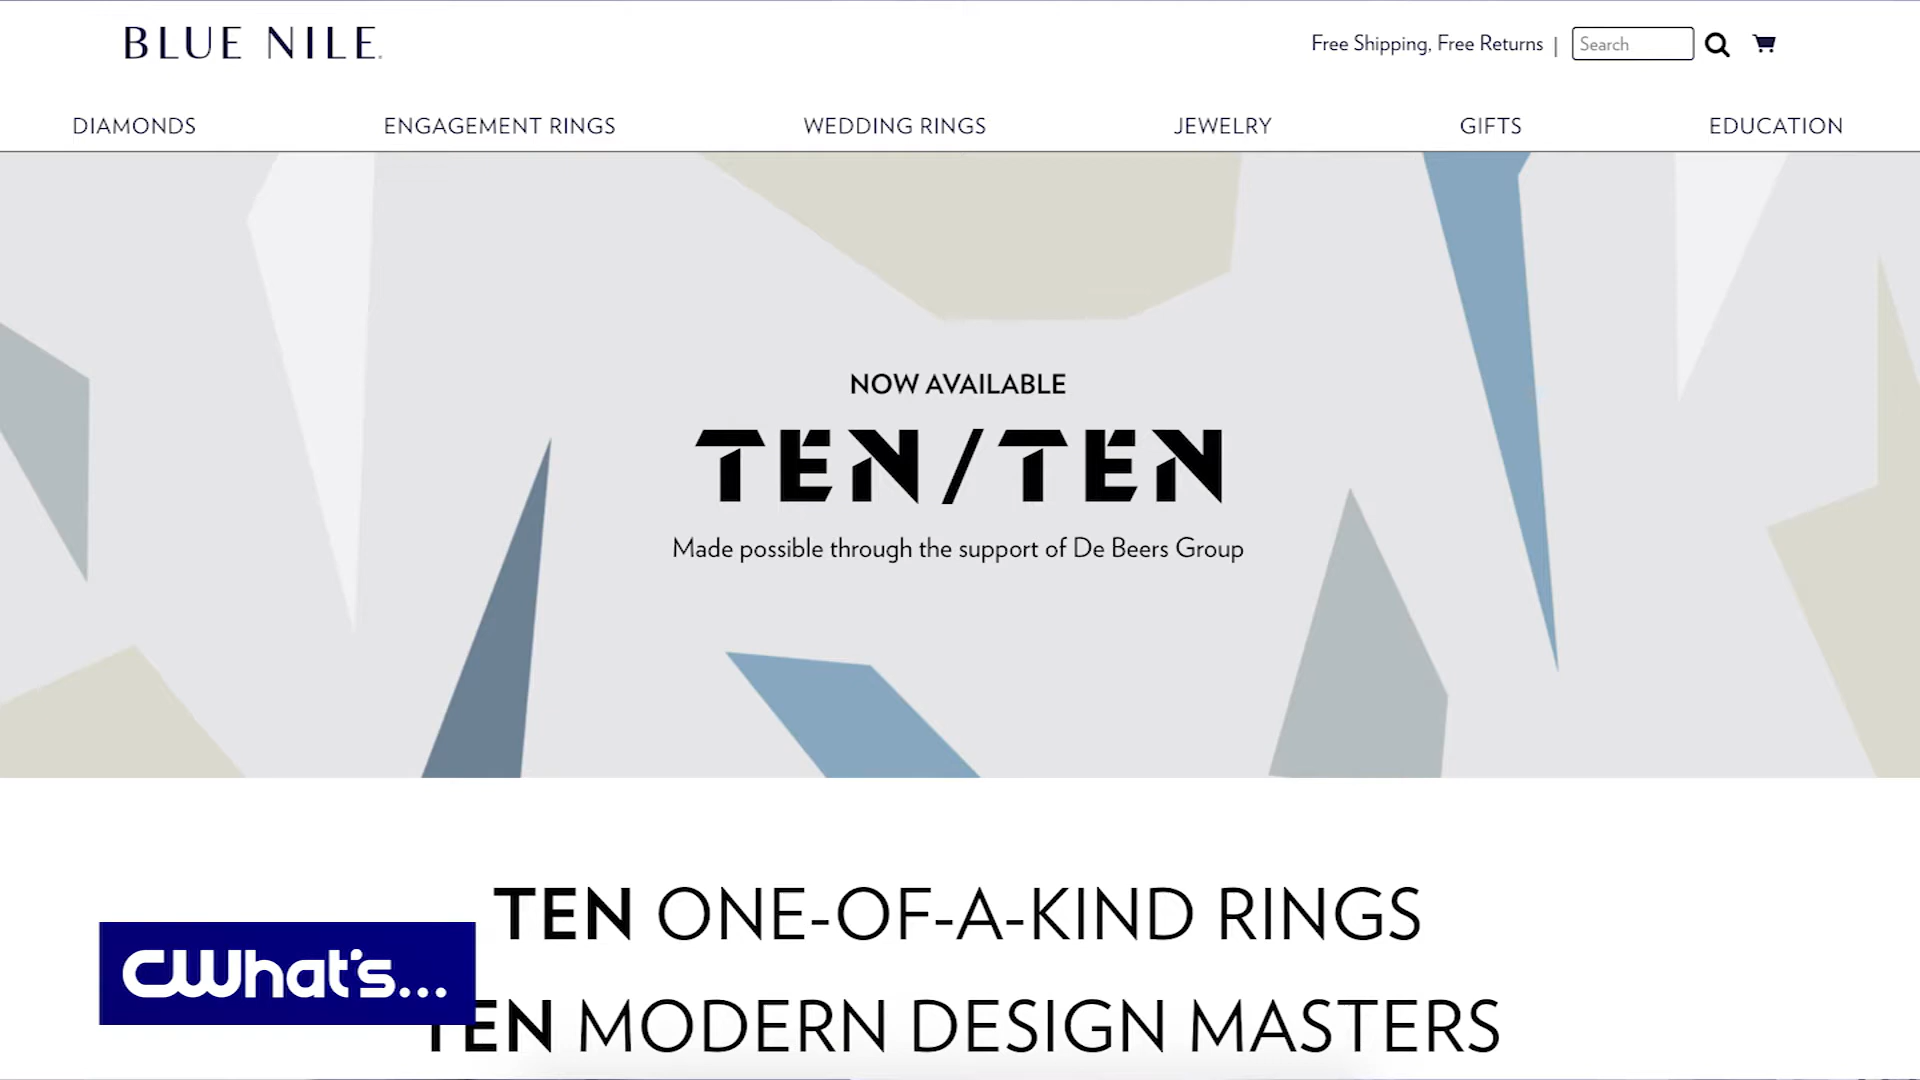 BLUE NILE.
Free Shipping, Free Returns | Search
DIAMONDS ENGAGEMENT RINGS WEDDING RINGS JEWELRY GIFTS EDUCATION
NOW AVAILABLE
TEN/TEN
Made possible through the support of De Beers Group
TEN ONE-OF-A-KIND RINGS
CWhat's...
TEN MODERN DESIGN MASTERS